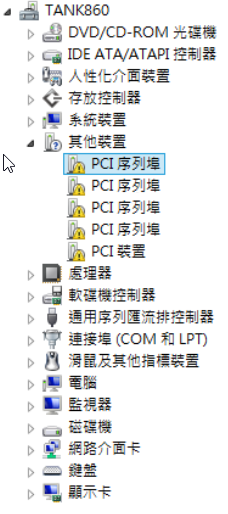 TANK860
DVD/CD-ROM 光碟機
IDE ATA/ATAPI 控制器
人性化介面裝置
存放控制器
系統裝置
其他裝置
PCI 序列埠
PCI 序列埠
PCI 序列埠
PCI 序列埠
PCI 裝置
處理器
軟碟機控制器
通用序列匯流排控制器
連接埠 (COM 和 LPT)
滑鼠及其他指標裝置
電腦
監視器
磁碟機
網路介面卡
鍵盤
顯示卡